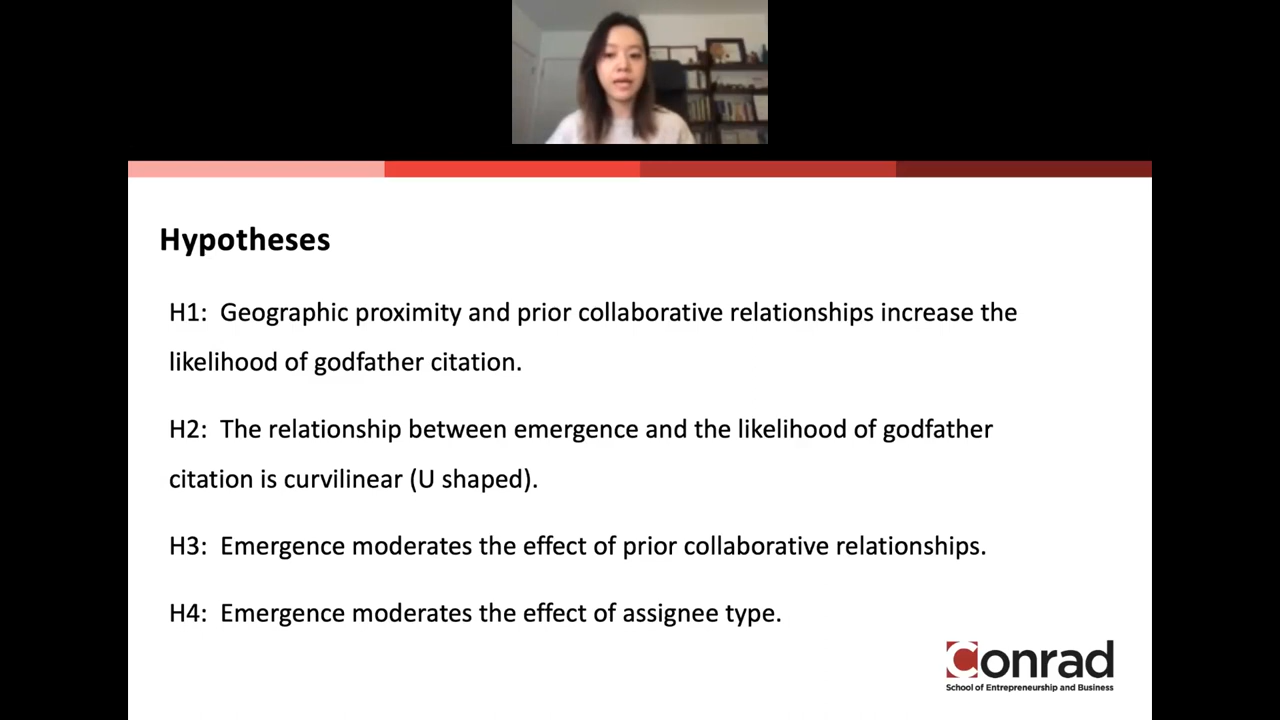 Hypotheses
H1: Geographic proximity and prior collaborative relationships increase the
likelihood of godfather citation.
H2: The relationship between emergence and the likelihood of godfather
citation is curvilinear (U shaped).
H3: Emergence moderates the effect of prior collaborative relationships.
H4: Emergence moderates the effect of assignee type.
Conrad
School of Entrepreneurship and Business